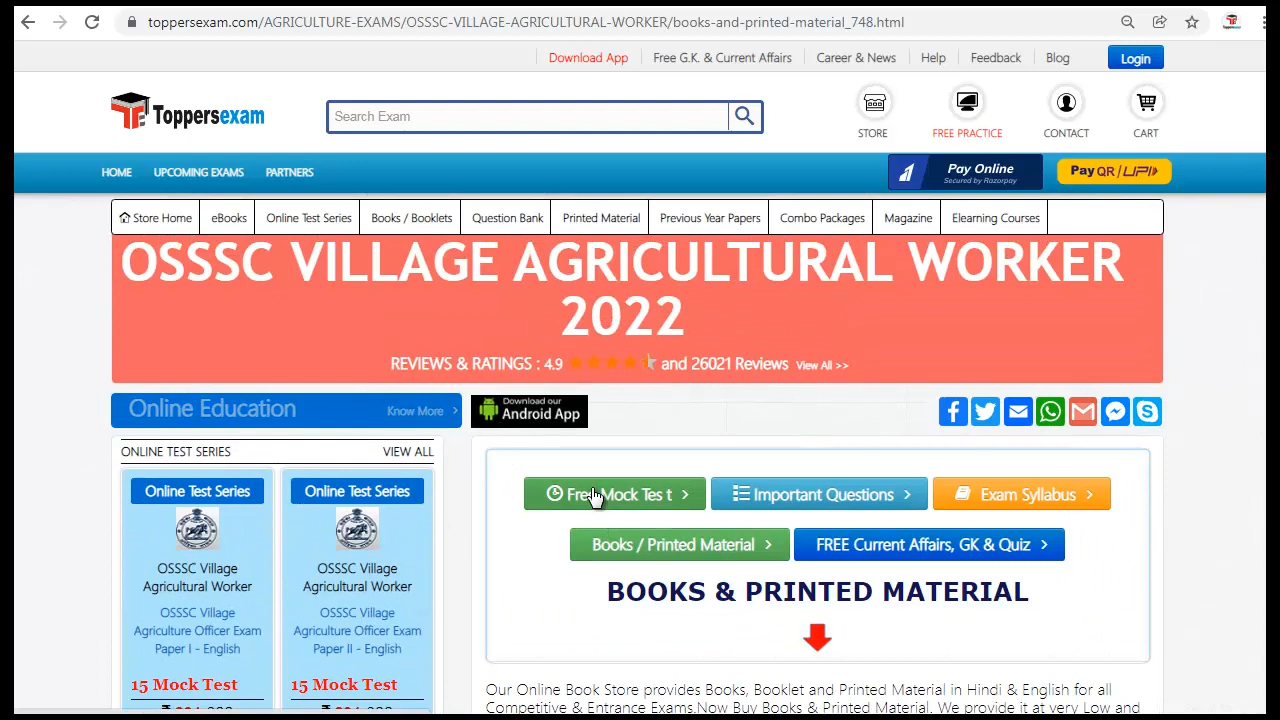 toppersexam.com/AGRICULTURE-EXAMS/OSSSC-VILLAGE-AGRICULTURAL-WORKER/books-and-printed-material_748.html
Download App
Free G.K. & Current Affairs
Career & News
Help
Feedback
Blog
Login
Toppersexam
Search Exam
STORE
FREE PRACTICE
CONTACT
CART
HOME
UPCOMING EXAMS
PARTNERS
Pay Online
Secured by Razorpay
Pay QR / UPI
Store Home
eBooks
Online Test Series
Books / Booklets
Question Bank
Printed Material
Previous Year Papers
Combo Packages
Magazine
Elearning Courses
OSSSC VILLAGE AGRICULTURAL WORKER
2022
REVIEWS & RATINGS : 4.9 and 26021 Reviews View All >>
Online Education
Know More
Download our
Android App
ONLINE TEST SERIES
VIEW ALL
Online Test Series
OSSSC Village
Agricultural Worker
OSSSC Village
Agriculture Officer Exam
Paper I - English
15 Mock Test
Online Test Series
OSSSC Village
Agricultural Worker
OSSSC Village
Agriculture Officer Exam
Paper II - English
15 Mock Test
Free Mock Tes t
Important Questions
Exam Syllabus
Books / Printed Material
FREE Current Affairs, GK & Quiz
BOOKS & PRINTED MATERIAL
Our Online Book Store provides Books, Booklet and Printed Material in Hindi & English for all
Competitive & Entrance Exams.Now Buy Books & Printed Material. We provide it at very Low and